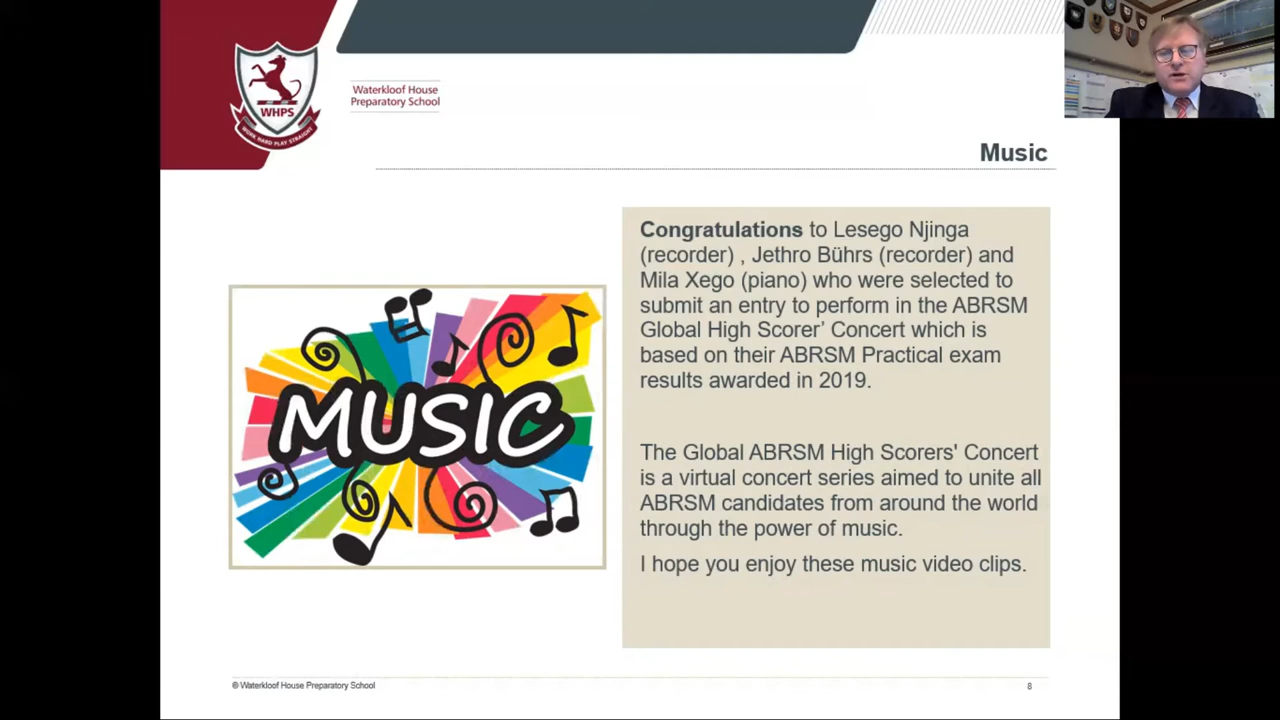 WHPS
WORK HARD PLAY STRAIGHT
Waterkloof House
Preparatory School
Music
Congratulations to Lesego Njinga
(recorder) , Jethro Bührs (recorder) and
Mila Xego (piano) who were selected to
submit an entry to perform in the ABRSM
Global High Scorer’ Concert which is
based on their ABRSM Practical exam
results awarded in 2019.
MUSIC
The Global ABRSM High Scorers' Concert
is a virtual concert series aimed to unite all
ABRSM candidates from around the world
through the power of music.
I hope you enjoy these music video clips.
© Waterkloof House Preparatory School
8